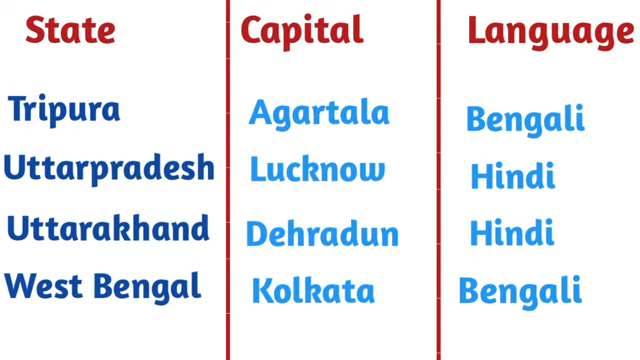 State Capital Language
Tripura Agartala Bengali
Uttarpradesh Lucknow Hindi
Uttarakhand Dehradun Hindi
West Bengal Kolkata Bengali